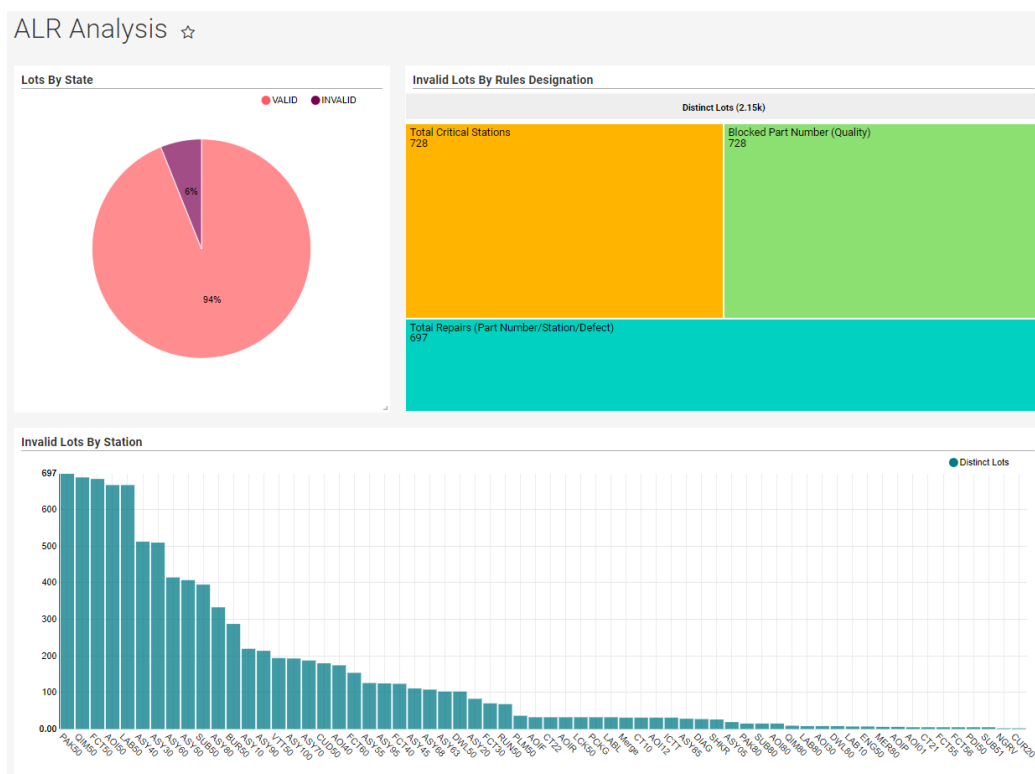 ALR Analysis
Lots By State
VALID INVALID
6%
94%
Invalid Lots By Rules Designation
Distinct Lots (2.15k)
Total Critical Stations
728
Blocked Part Number (Quality)
728
Total Repairs (Part Number/Station/Defect)
697
Invalid Lots By Station
Distinct Lots
697
600
500
400
300
200
100
0.00
PAK50
QIM50
FCT50
AOI50
LAB50
ASY40
ASY30
ASY60
ASY50
SUB50
ASY80
BUR50
ASY10
ASY90
VTT50
ASY100
ASY70
CUD50
AOI40
FCT60
ASY55
ASY95
FCT40
ASY45
ASY68
ASY63
DWL50
ASY20
FCT30
RUN50
PLM50
AOIF
CT22
AOIR
LCK50
PCKG
LABL
Merge
CT10
AOI12
ICTT
ASY65
DIAG
SHKR
ASY05
PAK80
SUB80
AOI80
QIM80
LAB80
AOI30
DWL80
LAB10
ENG50
MER80
AOIP
AOI01
CT21
FCT55
FCT56
PDI50
SUB51
NGRY
CUR20